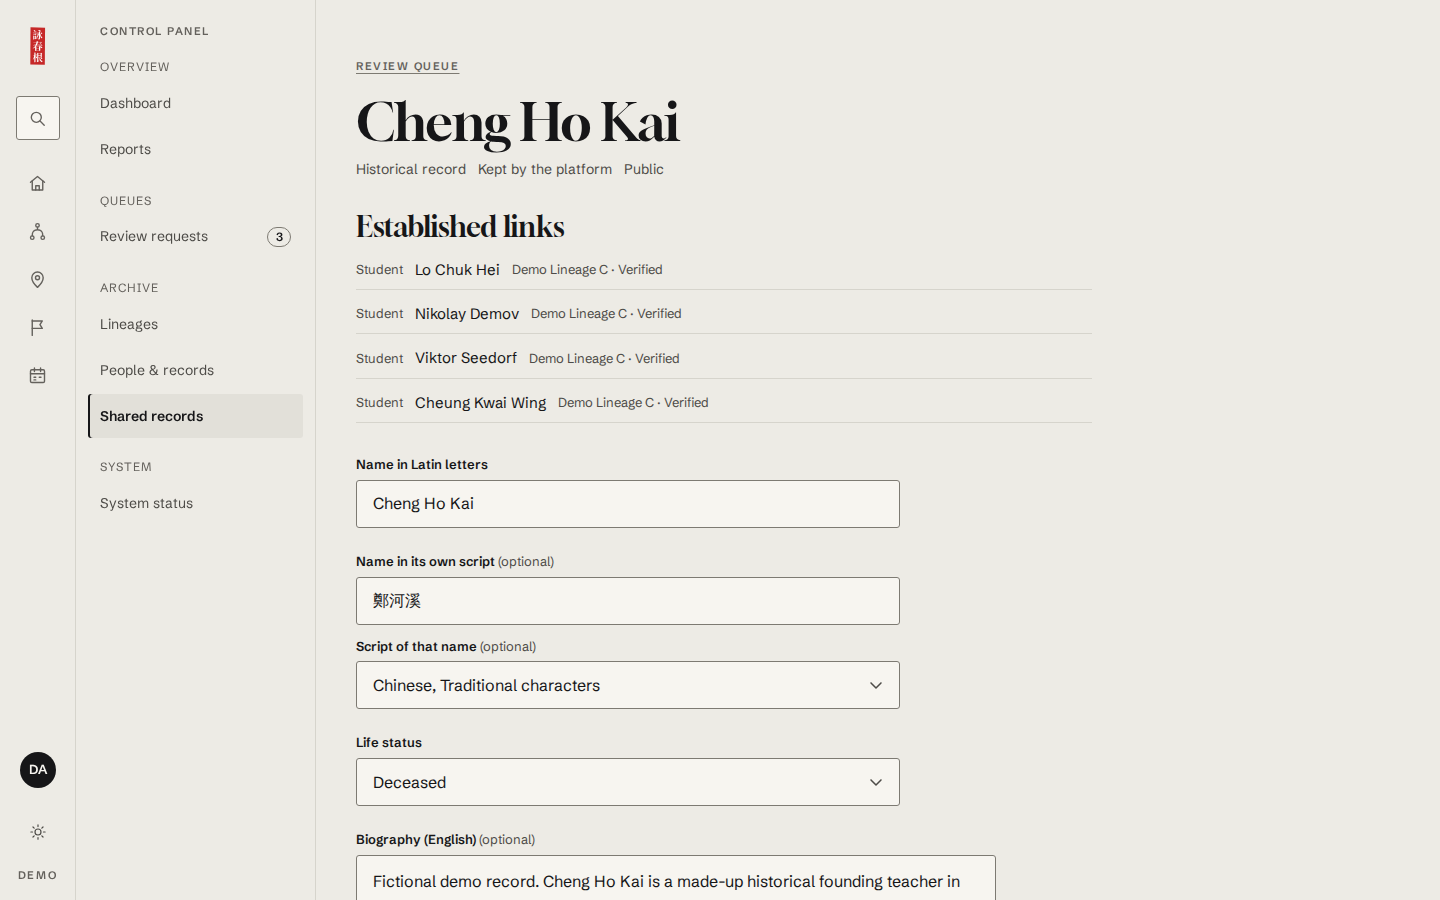 詠春根
CONTROL PANEL
OVERVIEW
Dashboard
Reports
QUEUES
Review requests 3
ARCHIVE
Lineages
People & records
Shared records
SYSTEM
System status
DA
DEMO
REVIEW QUEUE
Cheng Ho Kai
Historical record Kept by the platform Public
Established links
Student Lo Chuk Hei Demo Lineage C · Verified
Student Nikolay Demov Demo Lineage C · Verified
Student Viktor Seedorf Demo Lineage C · Verified
Student Cheung Kwai Wing Demo Lineage C · Verified
Name in Latin letters
Cheng Ho Kai
Name in its own script (optional)
鄭河溪
Script of that name (optional)
Chinese, Traditional characters
Life status
Deceased
Biography (English) (optional)
Fictional demo record. Cheng Ho Kai is a made-up historical founding teacher in